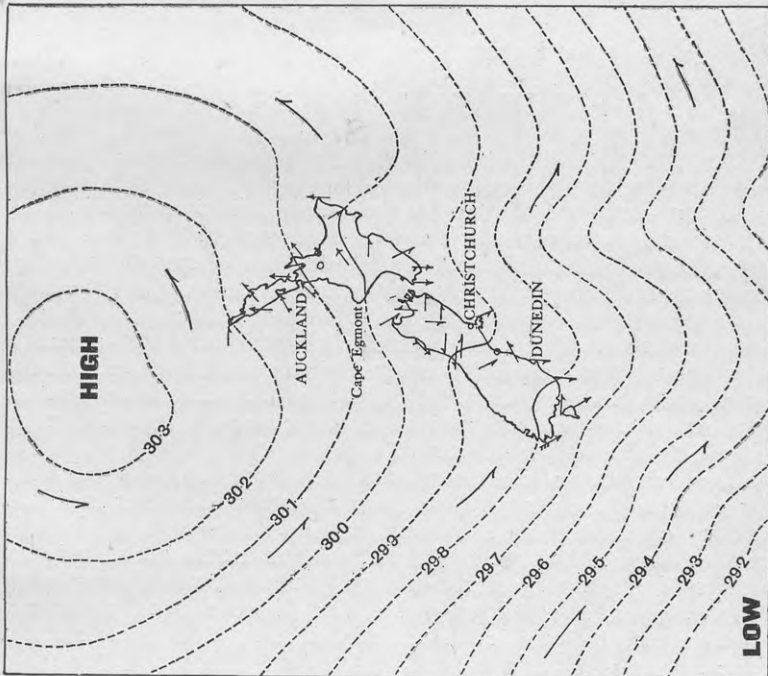 HIGH
30·3
30·2
30·1
30·0
29·9
29·8
29·7
29·6
29·5
29·4
29·3
29·2
AUCKLAND
Cape Egmont
CHRISTCHURCH
DUNEDIN
LOW